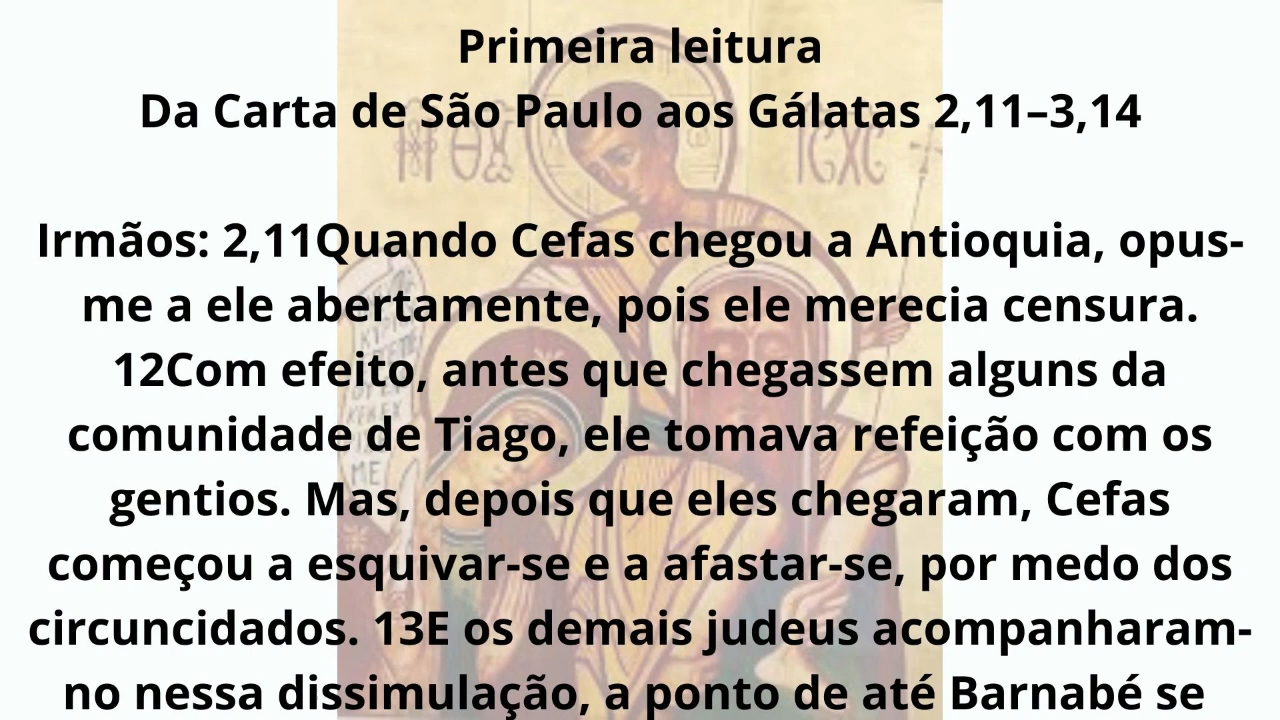 Primeira leitura
Da Carta de São Paulo aos Gálatas 2,11–3,14
Irmãos: 2,11Quando Cefas chegou a Antioquia, opus-
me a ele abertamente, pois ele merecia censura.
12Com efeito, antes que chegassem alguns da
comunidade de Tiago, ele tomava refeição com os
gentios. Mas, depois que eles chegaram, Cefas
começou a esquivar-se e a afastar-se, por medo dos
circuncidados. 13E os demais judeus acompanharam-
no nessa dissimulação, a ponto de até Barnabé se